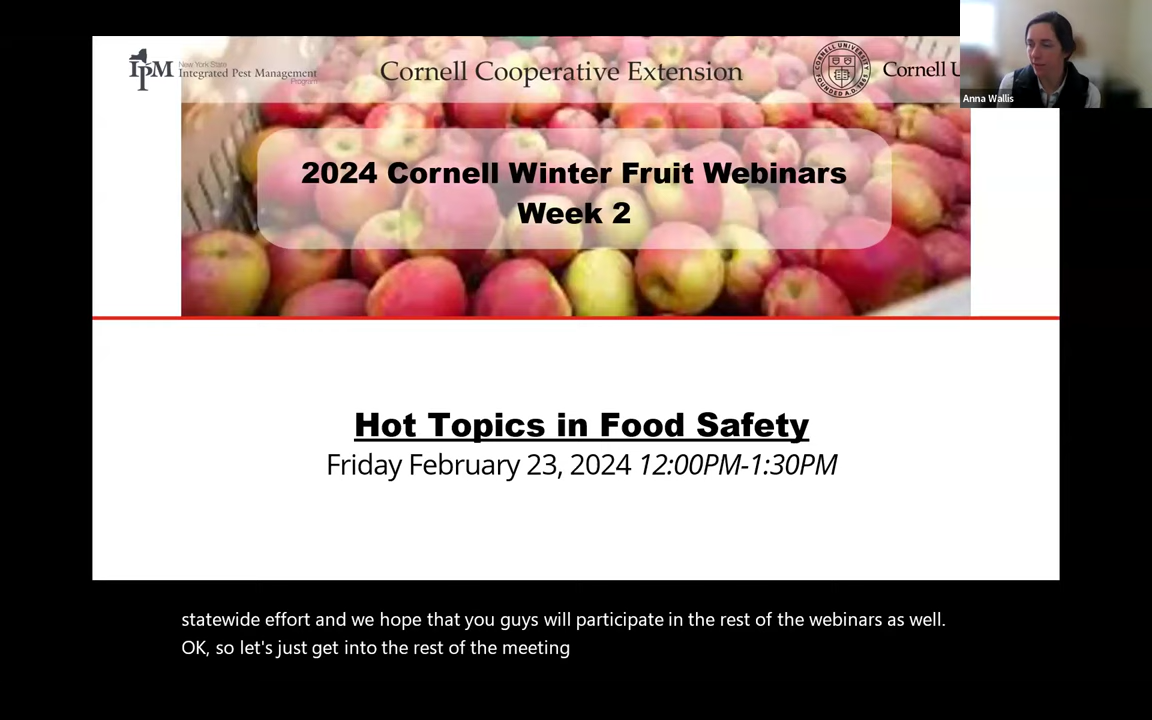 New York State
IPM Integrated Pest Management
Program
Cornell Cooperative Extension
Cornell U
Anna Wallis
2024 Cornell Winter Fruit Webinars
Week 2
Hot Topics in Food Safety
Friday February 23, 2024 12:00PM-1:30PM
statewide effort and we hope that you guys will participate in the rest of the webinars as well.
OK, so let's just get into the rest of the meeting